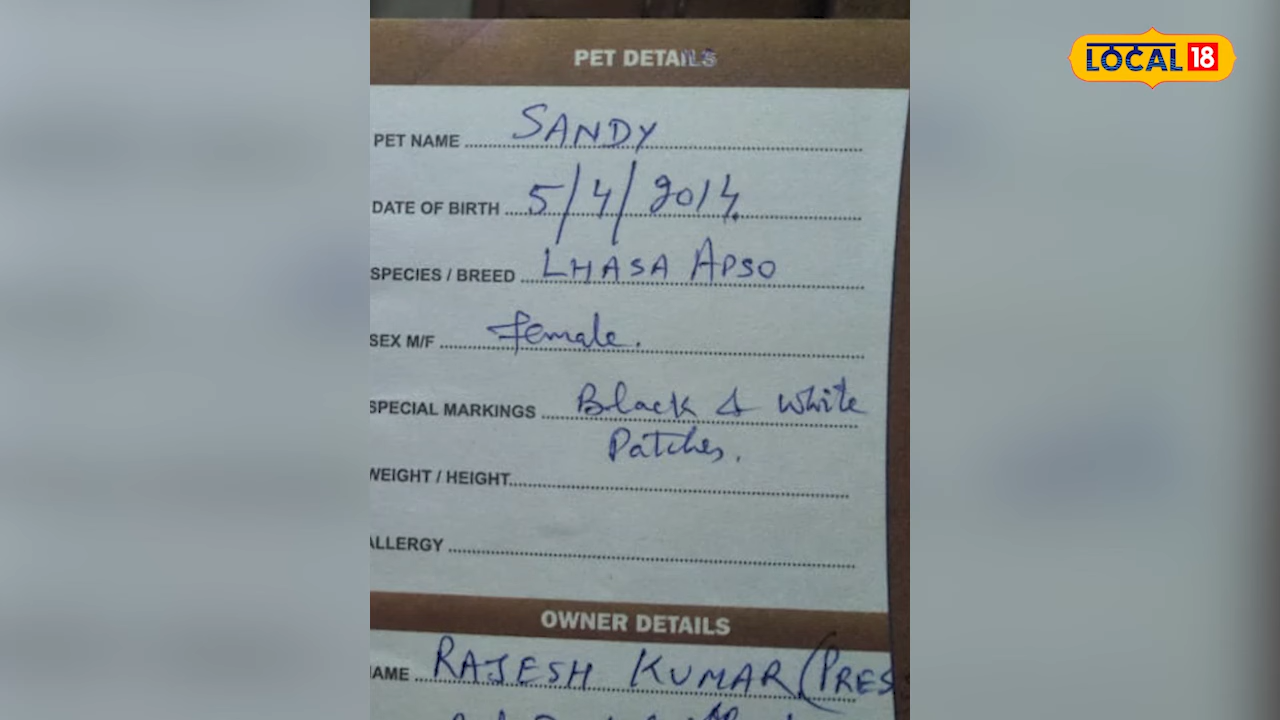 LOCAL 18
PET DETAILS
PET NAME SANDY
DATE OF BIRTH 5/4/2014.
SPECIES / BREED LHASA APSO
SEX M/F female.
SPECIAL MARKINGS Black & white
Patches.
WEIGHT / HEIGHT
ALLERGY
OWNER DETAILS
AME RAJESH KUMAR (PRES